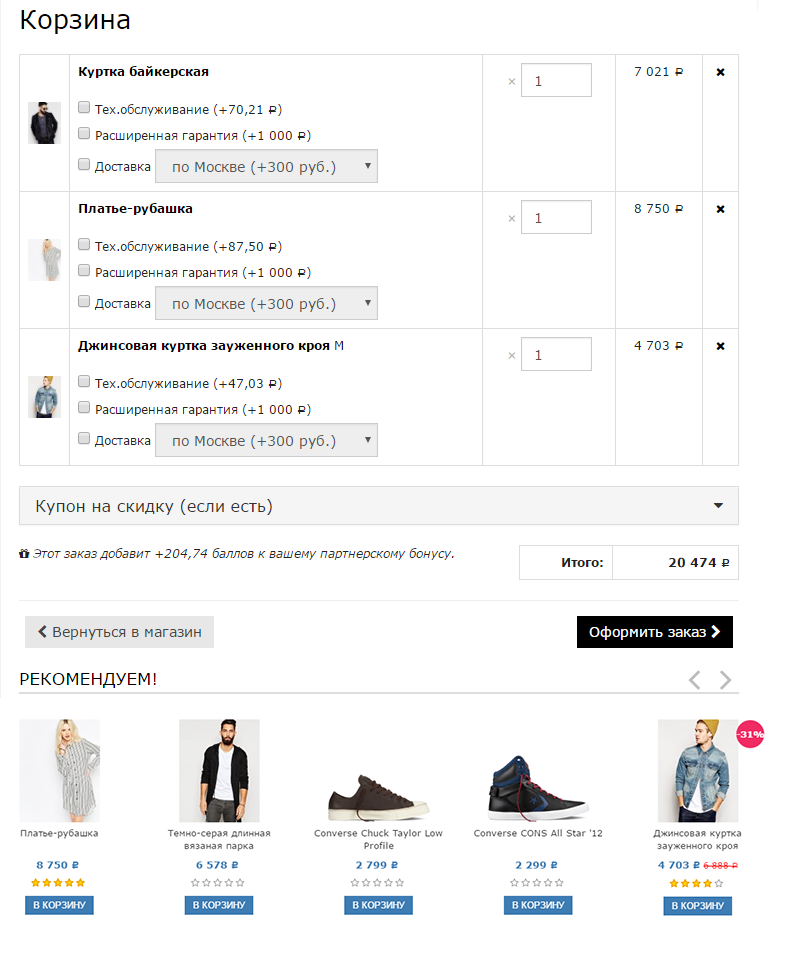 Корзина
Куртка байкерская
× 1
7 021 ₽
Тех.обслуживание (+70,21 ₽)
Расширенная гарантия (+1 000 ₽)
Доставка по Москве (+300 руб.)
Платье-рубашка
× 1
8 750 ₽
Тех.обслуживание (+87,50 ₽)
Расширенная гарантия (+1 000 ₽)
Доставка по Москве (+300 руб.)
Джинсовая куртка зауженного кроя M
× 1
4 703 ₽
Тех.обслуживание (+47,03 ₽)
Расширенная гарантия (+1 000 ₽)
Доставка по Москве (+300 руб.)
Купон на скидку (если есть)
Этот заказ добавит +204,74 баллов к вашему партнерскому бонусу.
Итого: 20 474 ₽
Вернуться в магазин
Оформить заказ
РЕКОМЕНДУЕМ!
-31%
Платье-рубашка
8 750 ₽
В КОРЗИНУ
Темно-серая длинная
вязаная парка
6 578 ₽
В КОРЗИНУ
Converse Chuck Taylor Low
Profile
2 799 ₽
В КОРЗИНУ
Converse CONS All Star '12
2 299 ₽
В КОРЗИНУ
Джинсовая куртка
зауженного кроя
4 703 ₽ 6 888 ₽
В КОРЗИНУ